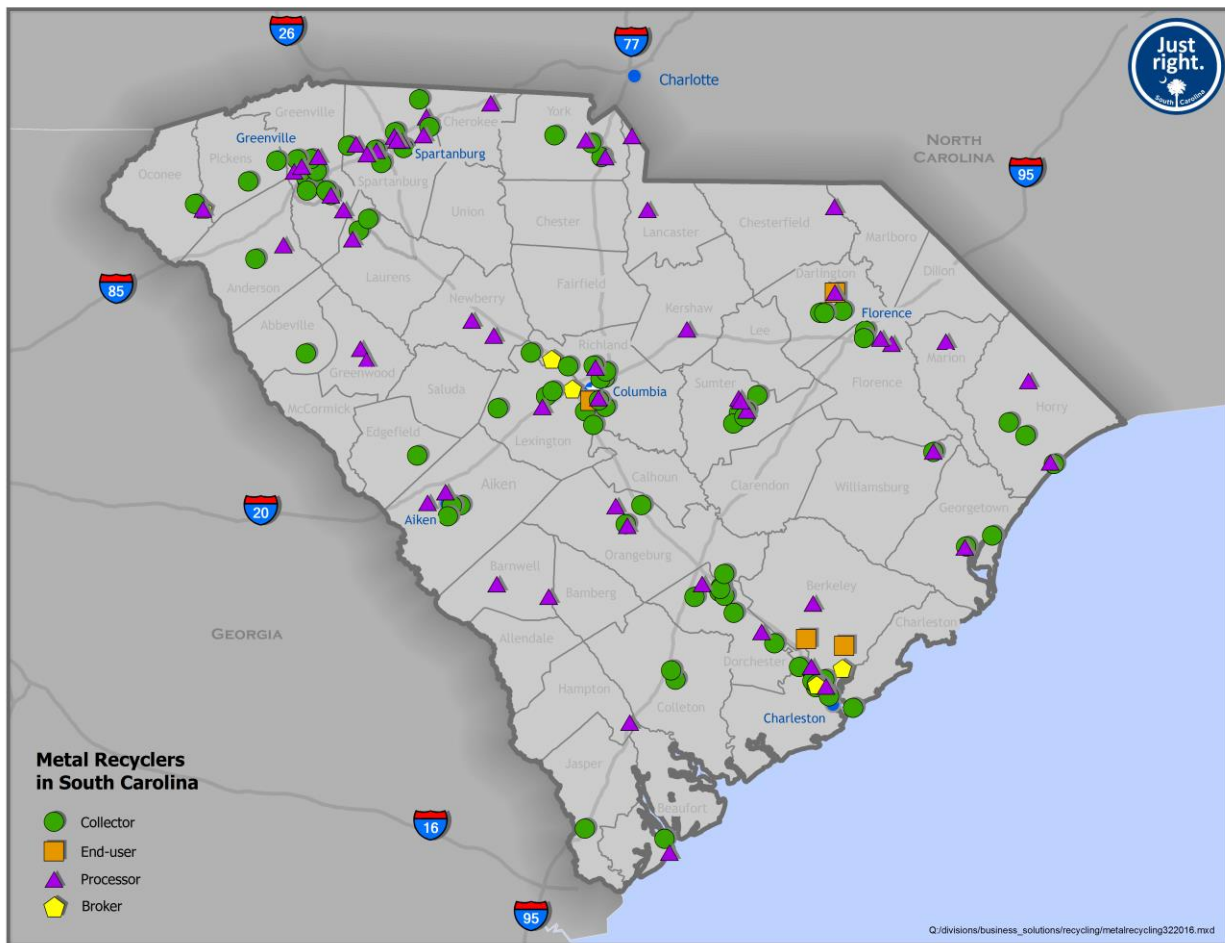 26
77
Charlotte
Just
right.
South Carolina
Greenville
Cherokee
York
Greenville
Pickens
Spartanburg
NORTH
CAROLINA
95
Oconee
Spartanburg
Union
Chester
Lancaster
Chesterfield
Marlboro
Darlington
Dillon
85
Anderson
Laurens
Newberry
Fairfield
Kershaw
Lee
Florence
Abbeville
Richland
Marion
Greenwood
Saluda
Columbia
Sumter
Florence
Horry
McCormick
Edgefield
Lexington
Calhoun
Clarendon
Williamsburg
Aiken
Georgetown
20
Aiken
Orangeburg
Barnwell
Bamberg
Berkeley
GEORGIA
Allendale
Charleston
Dorchester
Hampton
Colleton
Charleston
Metal Recyclers
in South Carolina
Jasper
Beaufort
Collector
16
End-user
Processor
Broker
95
Q:/divisions/business_solutions/recycling/metalrecycling322016.mxd